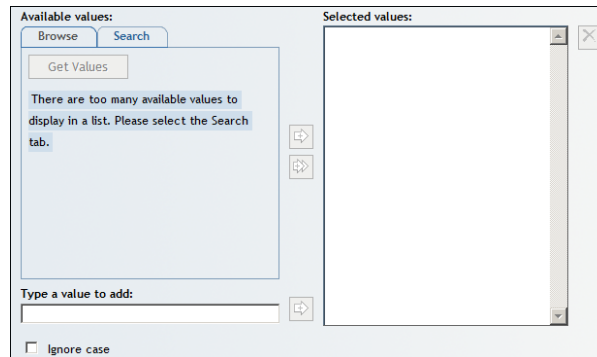 Available values:
Selected values:
Browse
Search
Get Values
There are too many available values to
display in a list. Please select the Search
tab.
Type a value to add:
Ignore case